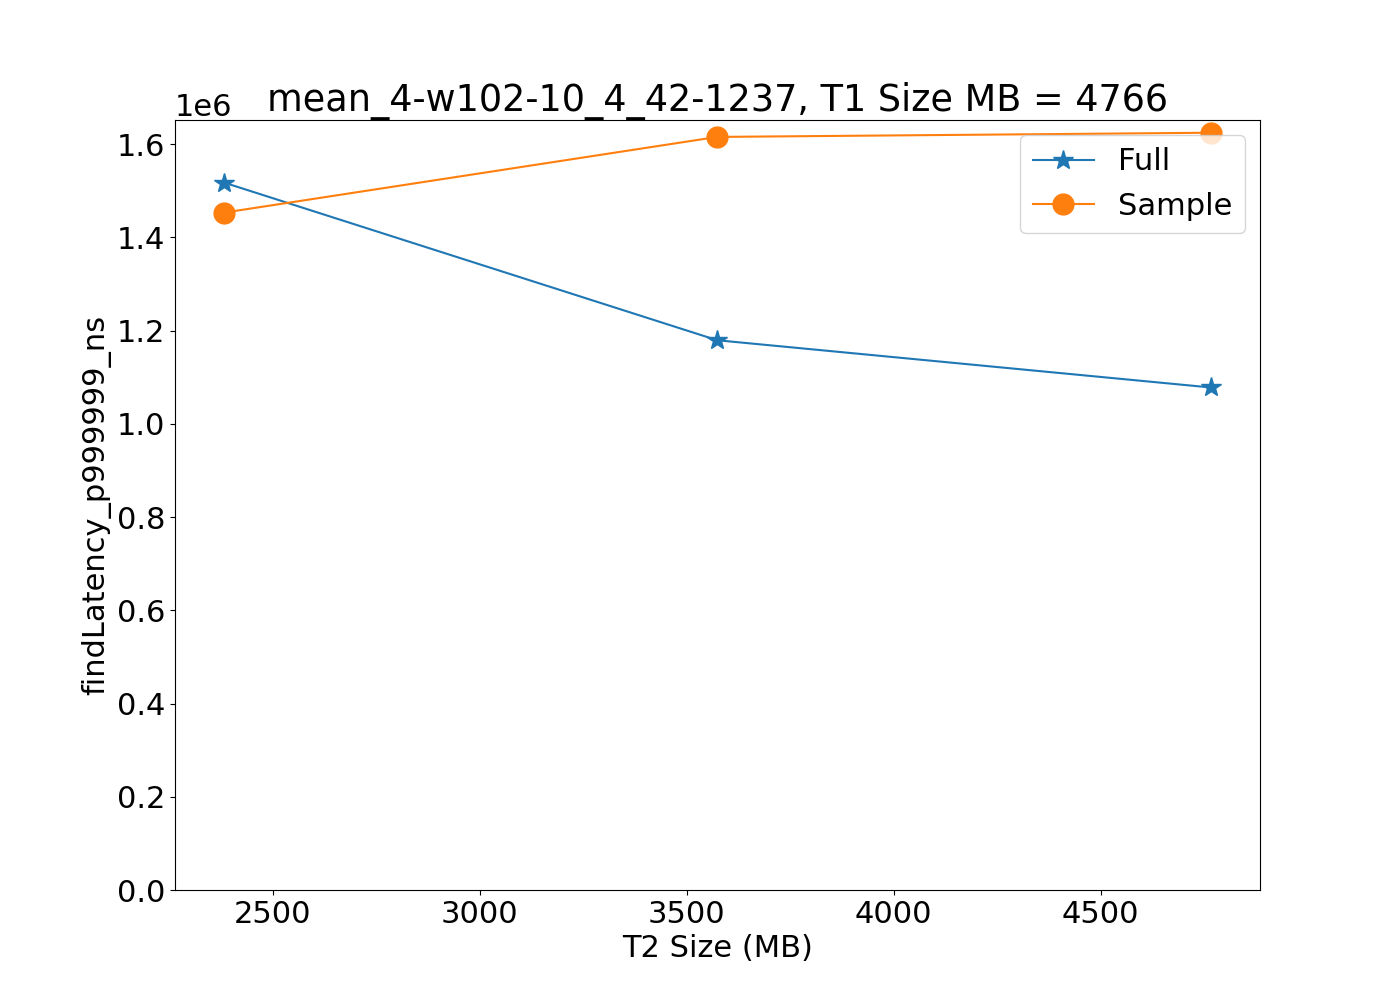 mean_4-w102-10_4_42-1237, T1 Size MB = 4766
1e6
1.6
1.4
1.2
1.0
0.8
0.6
0.4
0.2
0.0
findLatency_p999999_ns
Full
Sample
2500 3000 3500 4000 4500
T2 Size (MB)